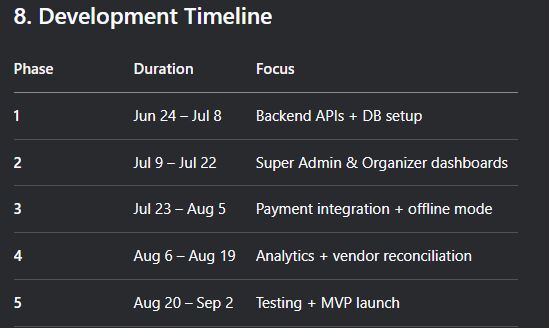 8. Development Timeline
Phase Duration Focus
1 Jun 24 – Jul 8 Backend APIs + DB setup
2 Jul 9 – Jul 22 Super Admin & Organizer dashboards
3 Jul 23 – Aug 5 Payment integration + offline mode
4 Aug 6 – Aug 19 Analytics + vendor reconciliation
5 Aug 20 – Sep 2 Testing + MVP launch